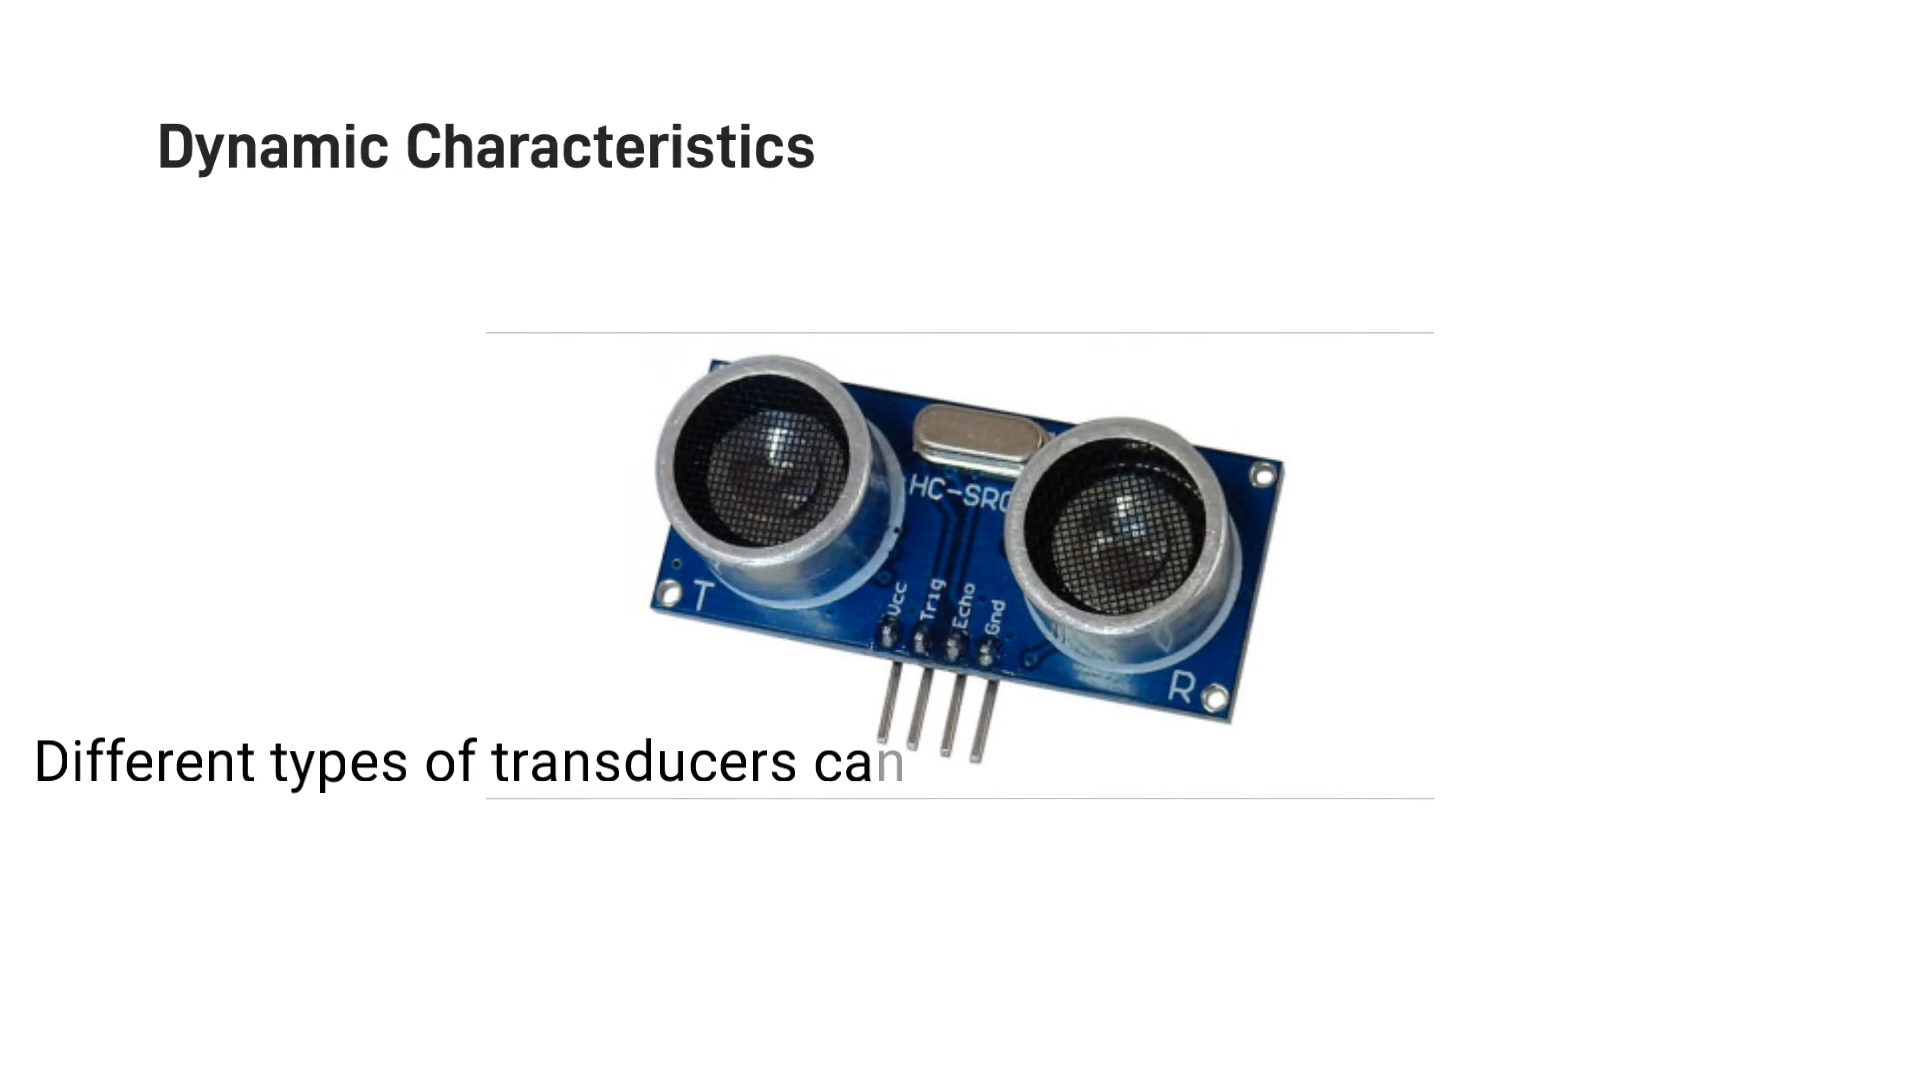 Dynamic Characteristics
HC-SR0
T
Vcc
Trig
Echo
Gnd
R
Different types of transducers can